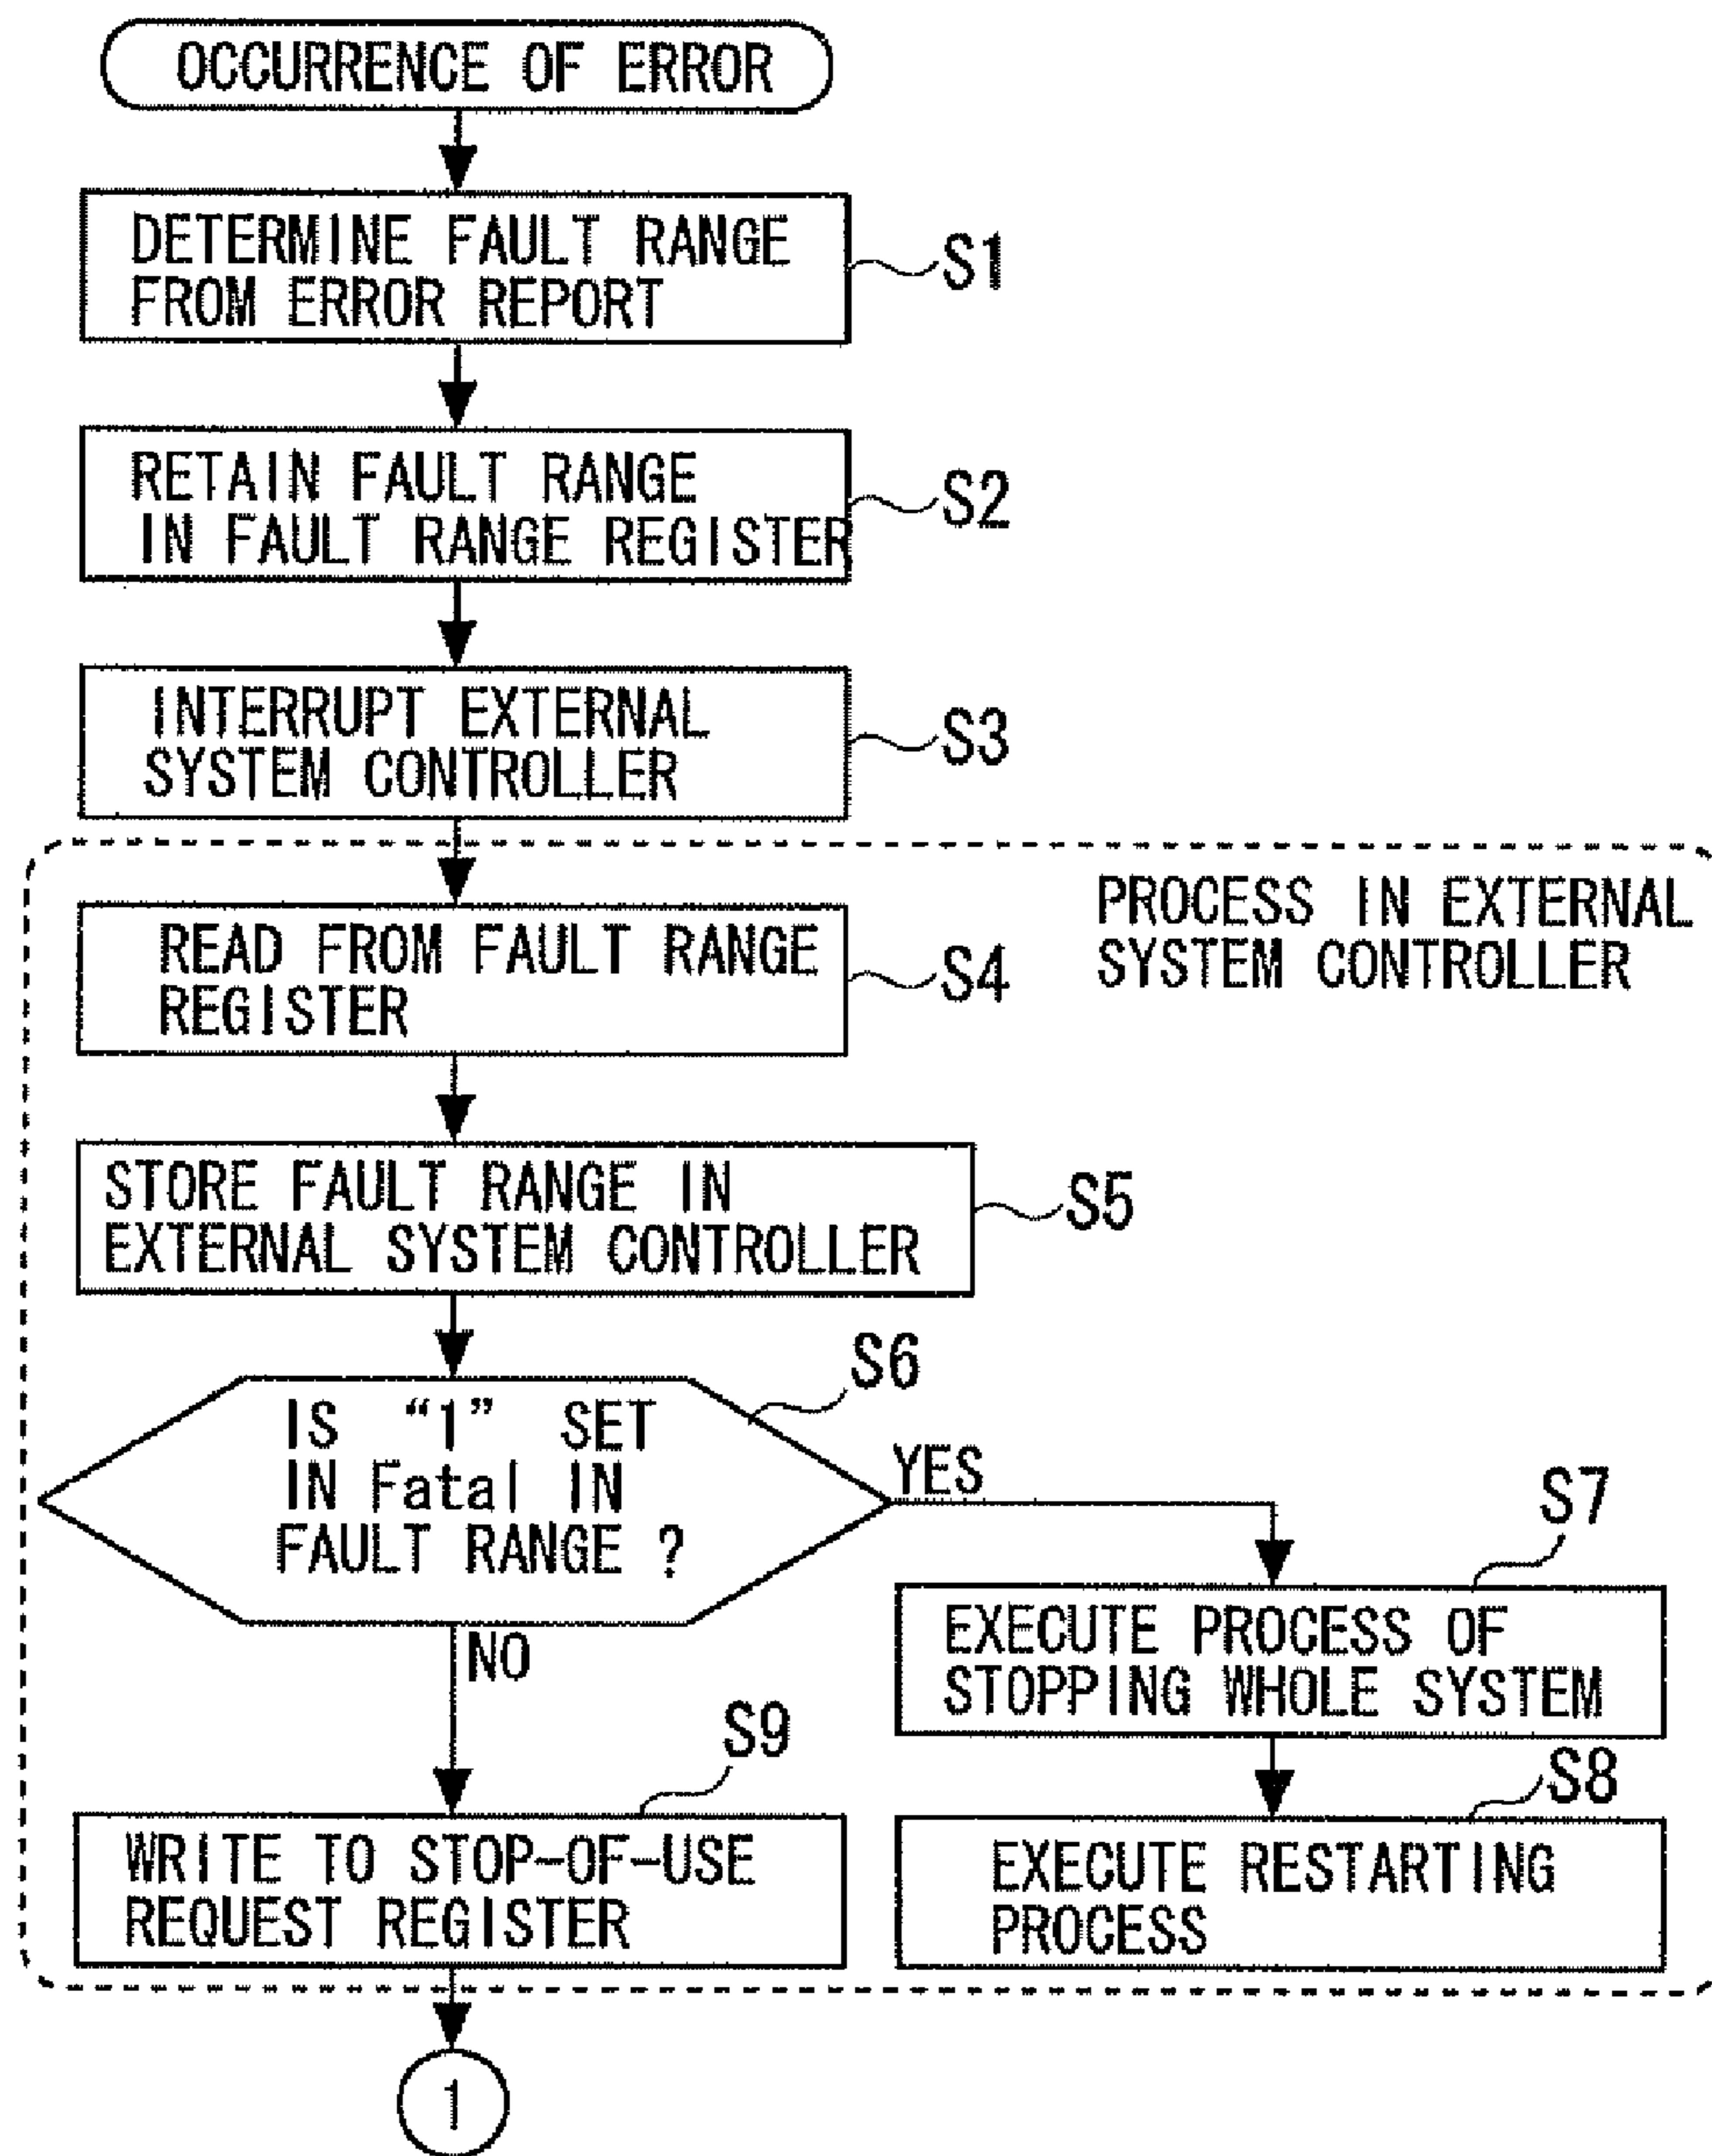 OCCURRENCE OF ERROR
DETERMINE FAULT RANGE
FROM ERROR REPORT
S1
RETAIN FAULT RANGE
IN FAULT RANGE REGISTER
S2
INTERRUPT EXTERNAL
SYSTEM CONTROLLER
S3
PROCESS IN EXTERNAL
SYSTEM CONTROLLER
READ FROM FAULT RANGE
REGISTER
S4
STORE FAULT RANGE IN
EXTERNAL SYSTEM CONTROLLER
S5
IS “1” SET
IN Fatal IN
FAULT RANGE ?
S6
YES
NO
S7
EXECUTE PROCESS OF
STOPPING WHOLE SYSTEM
S8
EXECUTE RESTARTING
PROCESS
S9
WRITE TO STOP-OF-USE
REQUEST REGISTER
1